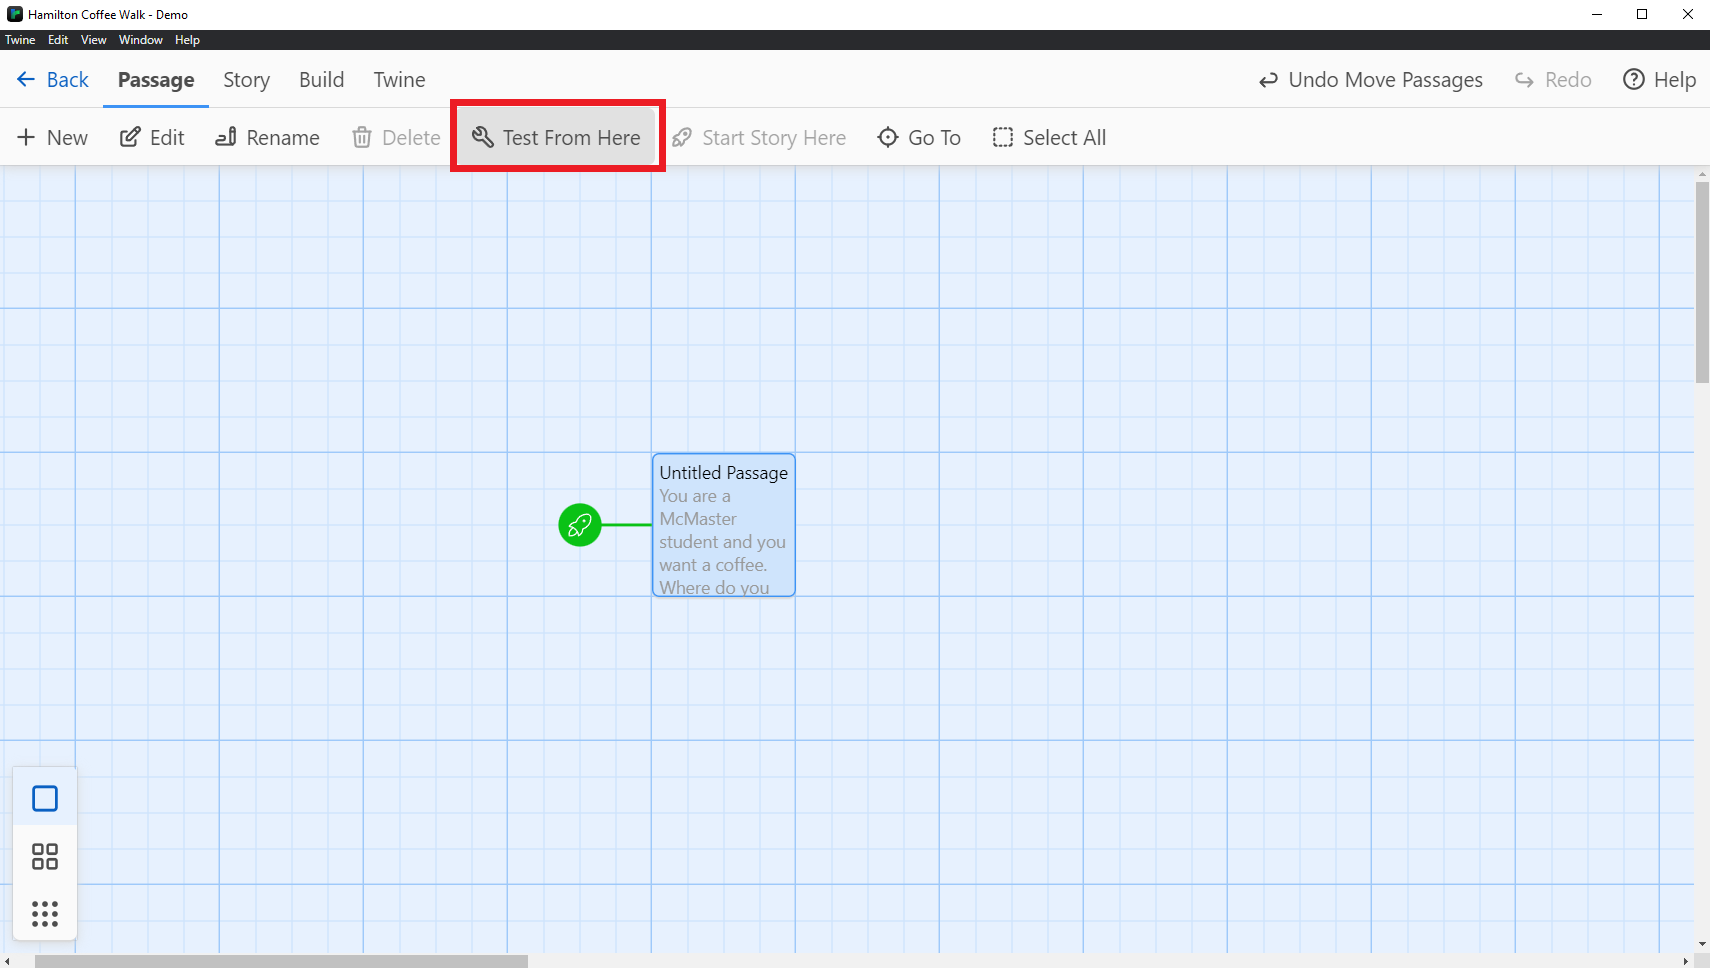 Hamilton Coffee Walk - Demo
Twine Edit View Window Help
Back Passage Story Build Twine Undo Move Passages Redo Help
New Edit Rename Delete Test From Here Start Story Here Go To Select All
Untitled Passage
You are a
McMaster
student and you
want a coffee.
Where do you